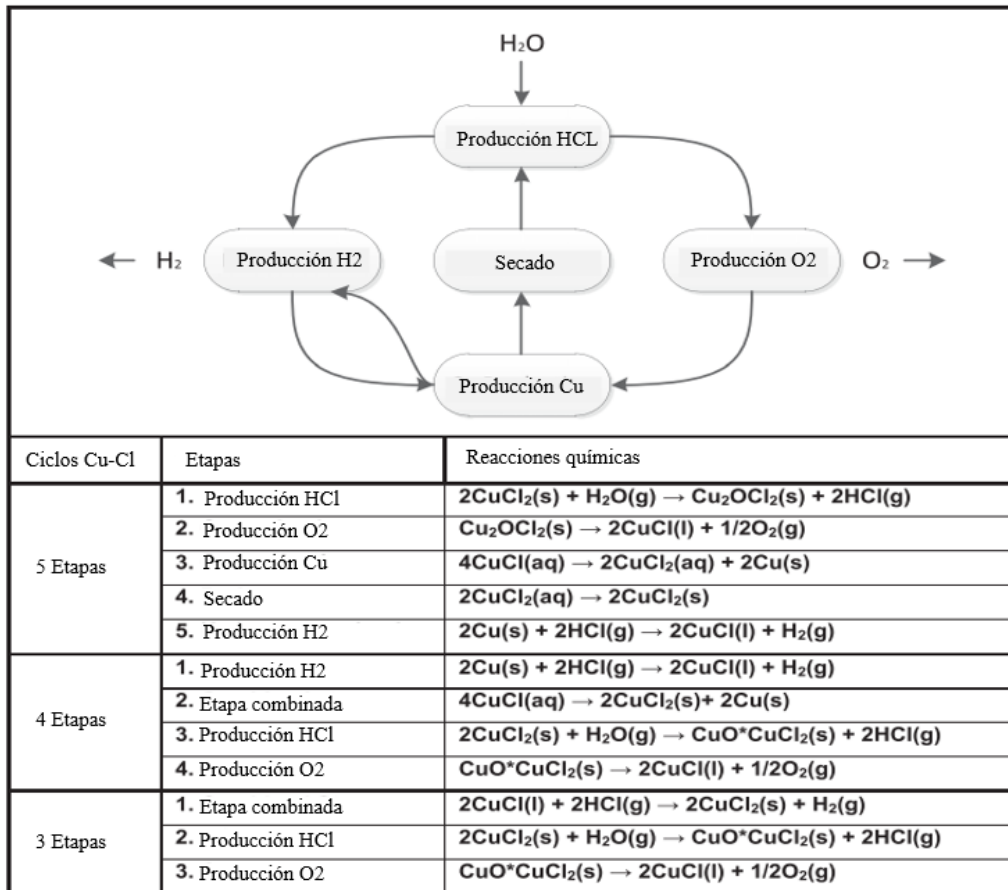 H₂O
Producción HCL
H₂
Producción H2
Secado
Producción O2
O₂
Producción Cu
Ciclos Cu-Cl Etapas Reacciones químicas
5 Etapas
1. Producción HCl 2CuCl₂(s) + H₂O(g) → Cu₂OCl₂(s) + 2HCl(g)
2. Producción O2 Cu₂OCl₂(s) → 2CuCl(l) + 1/2O₂(g)
3. Producción Cu 4CuCl(aq) → 2CuCl₂(aq) + 2Cu(s)
4. Secado 2CuCl₂(aq) → 2CuCl₂(s)
5. Producción H2 2Cu(s) + 2HCl(g) → 2CuCl(l) + H₂(g)
4 Etapas
1. Producción H2 2Cu(s) + 2HCl(g) → 2CuCl(l) + H₂(g)
2. Etapa combinada 4CuCl(aq) → 2CuCl₂(s)+ 2Cu(s)
3. Producción HCl 2CuCl₂(s) + H₂O(g) → CuO*CuCl₂(s) + 2HCl(g)
4. Producción O2 CuO*CuCl₂(s) → 2CuCl(l) + 1/2O₂(g)
3 Etapas
1. Etapa combinada 2CuCl(l) + 2HCl(g) → 2CuCl₂(s) + H₂(g)
2. Producción HCl 2CuCl₂(s) + H₂O(g) → CuO*CuCl₂(s) + 2HCl(g)
3. Producción O2 CuO*CuCl₂(s) → 2CuCl(l) + 1/2O₂(g)